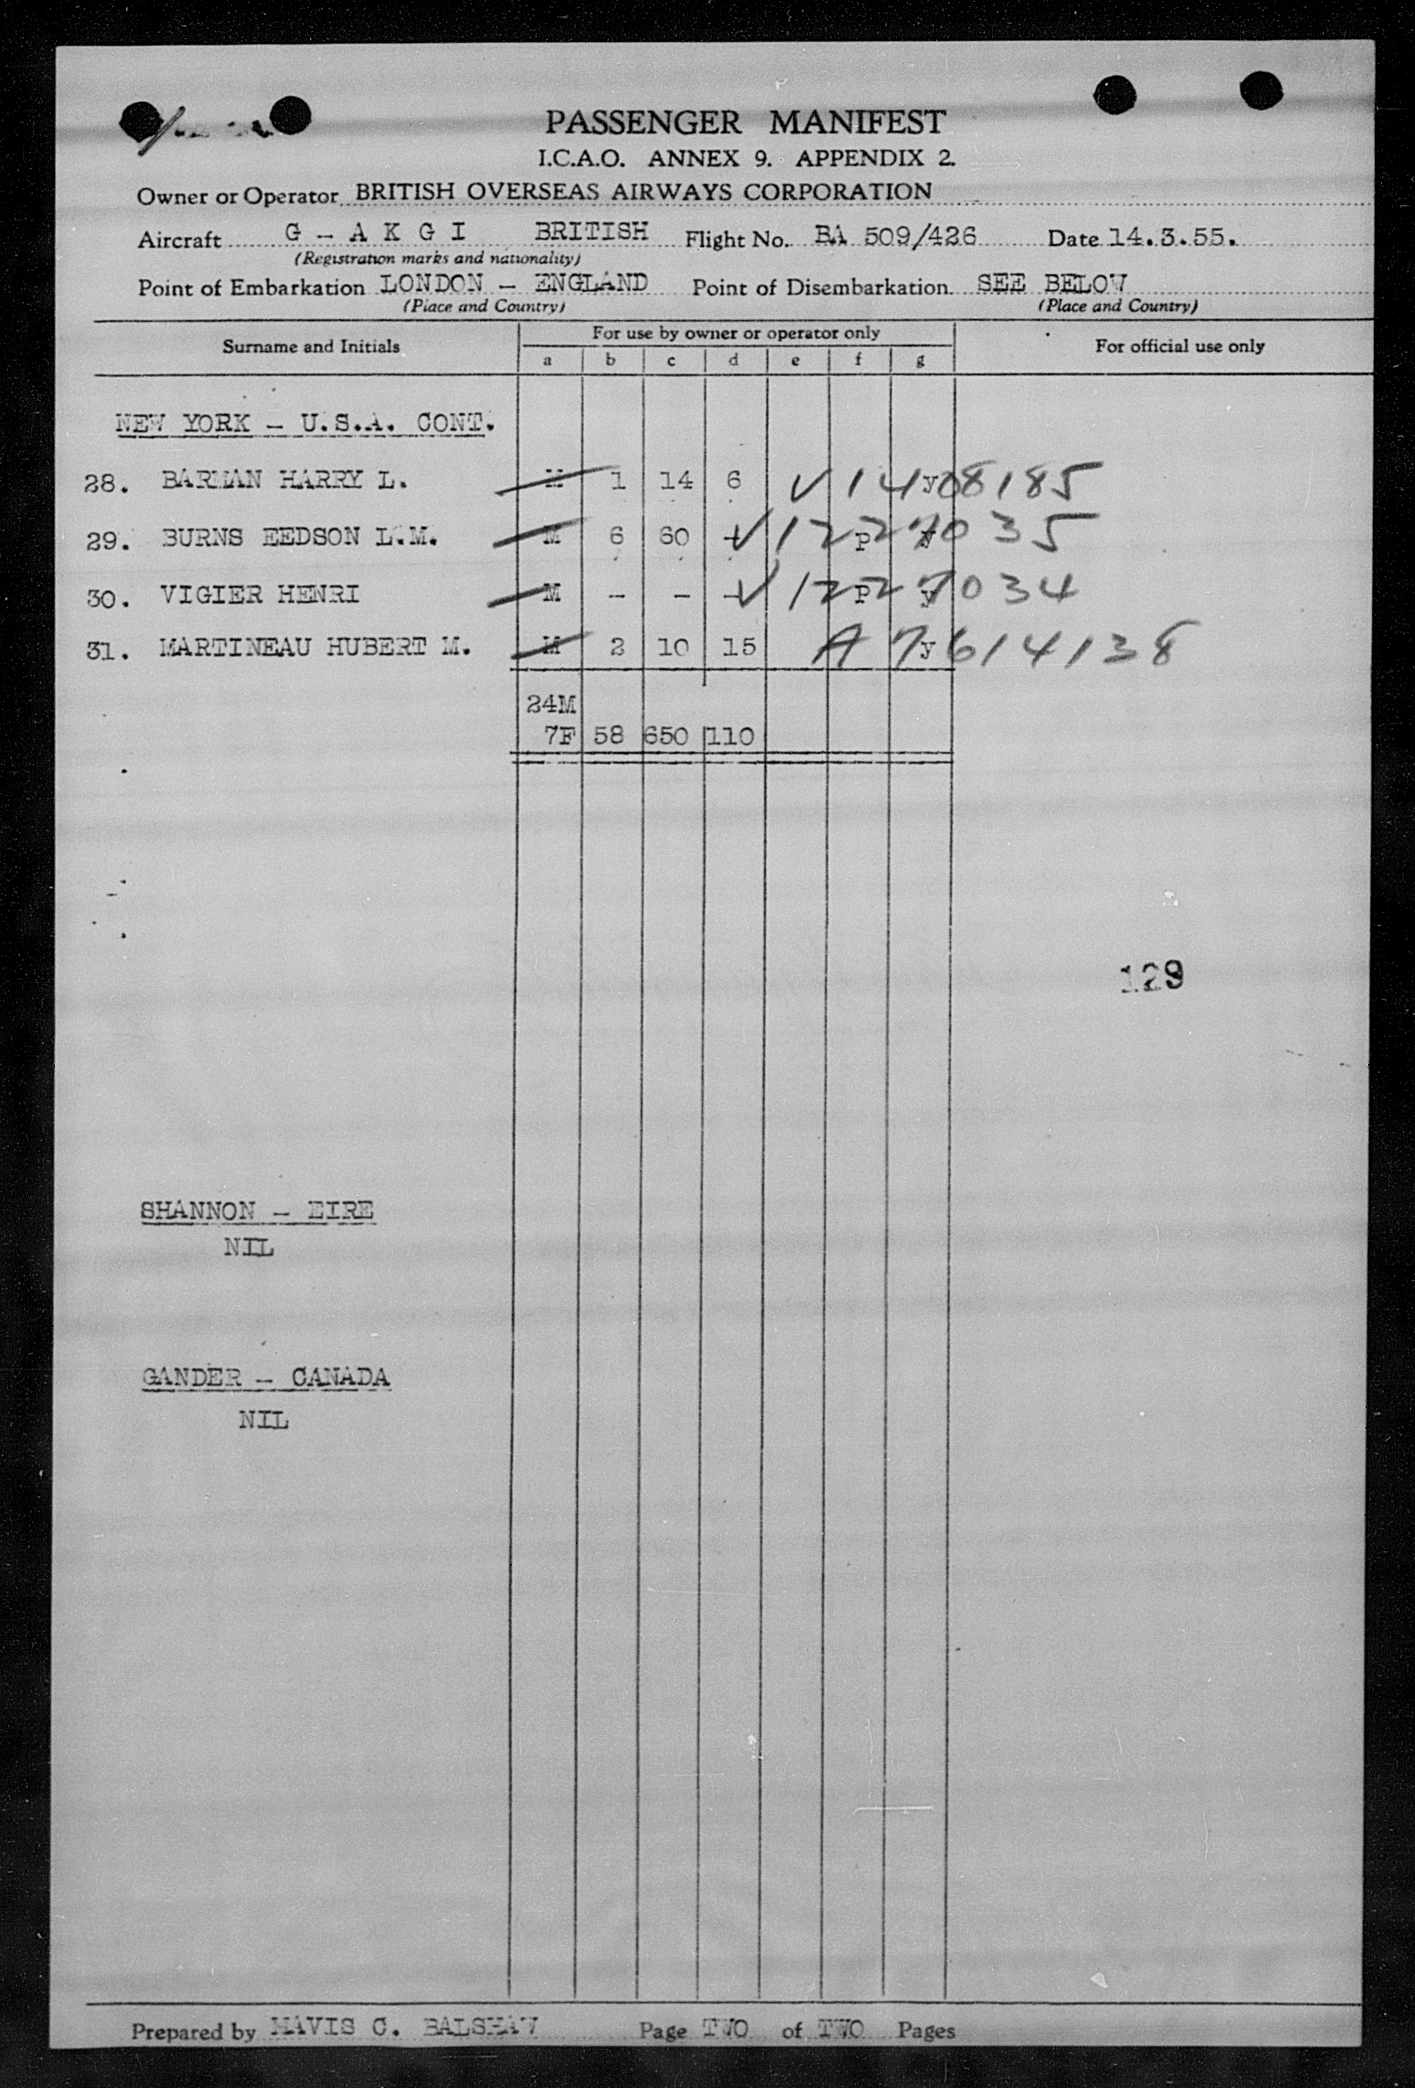 PASSENGER MANIFEST
I.C.A.O. ANNEX 9. APPENDIX 2.
Owner or Operator BRITISH OVERSEAS AIRWAYS CORPORATION
Aircraft G - A K G I BRITISH Flight No. BA 509/426 Date 14.3.55.
(Registration marks and nationality)
Point of Embarkation LONDON - ENGLAND Point of Disembarkation SEE BELOW
(Place and Country) (Place and Country)
Surname and Initials For use by owner or operator only For official use only
a b c d e f g
NEW YORK - U.S.A. CONT.
28. BARMAN HARRY L. M 1 14 6 y V1408185
29. BURNS EEDSON L.M. M 6 60 - p y V1227035
30. VIGIER HENRI M - - - p y V1227034
31. MARTINEAU HUBERT M. M 2 10 15 y A7614138
24M
7F 58 650 110
129
SHANNON - EIRE
NIL
GANDER - CANADA
NIL
Prepared by MAVIS C. BALSHAW Page TWO of TWO Pages